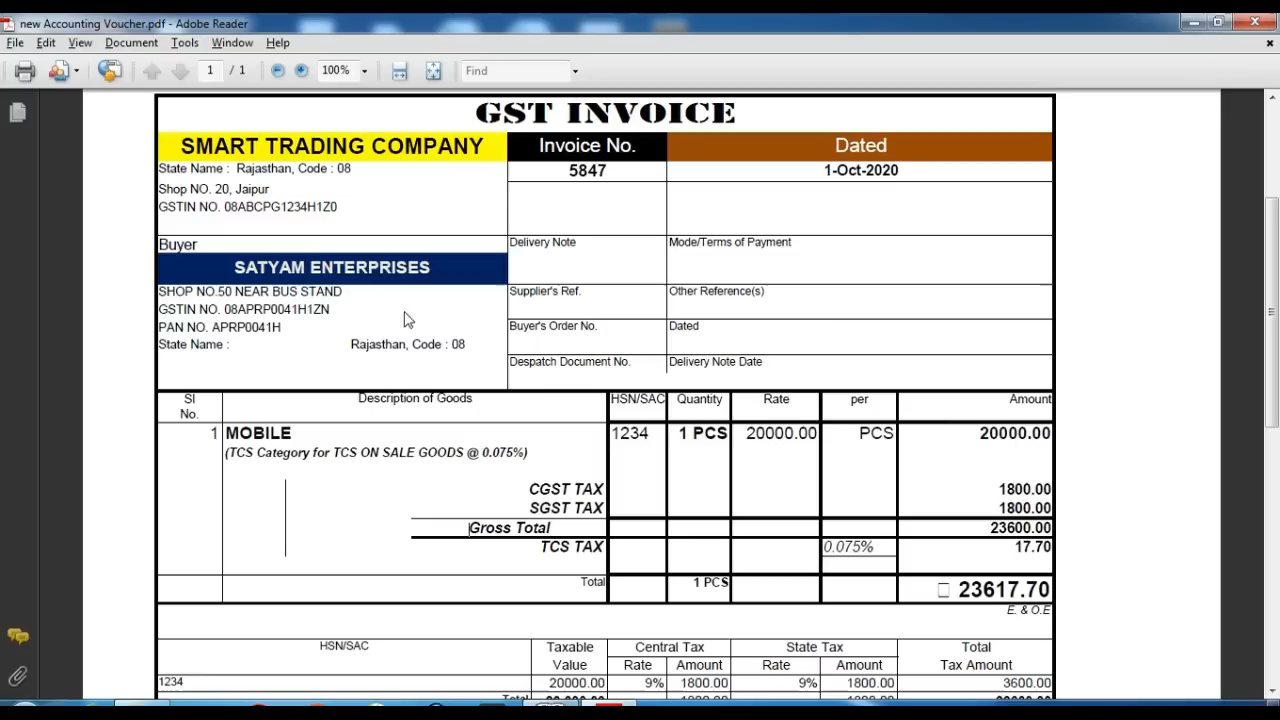 new Accounting Voucher.pdf - Adobe Reader
File Edit View Document Tools Window Help
1 / 1 100% Find
GST INVOICE
SMART TRADING COMPANY Invoice No. Dated
State Name : Rajasthan, Code : 08 5847 1-Oct-2020
Shop NO. 20, Jaipur
GSTIN NO. 08ABCPG1234H1Z0
Buyer Delivery Note Mode/Terms of Payment
SATYAM ENTERPRISES
SHOP NO.50 NEAR BUS STAND Supplier's Ref. Other Reference(s)
GSTIN NO. 08APRP0041H1ZN
PAN NO. APRP0041H Buyer's Order No. Dated
State Name : Rajasthan, Code : 08
Despatch Document No. Delivery Note Date
Sl Description of Goods HSN/SAC Quantity Rate per Amount
No.
1 MOBILE 1234 1 PCS 20000.00 PCS 20000.00
(TCS Category for TCS ON SALE GOODS @ 0.075%)
CGST TAX 1800.00
SGST TAX 1800.00
Gross Total 23600.00
TCS TAX 0.075% 17.70
Total 1 PCS 23617.70
E. & O.E
HSN/SAC Taxable Central Tax State Tax Total
Value Rate Amount Rate Amount Tax Amount
1234 20000.00 9% 1800.00 9% 1800.00 3600.00
Total